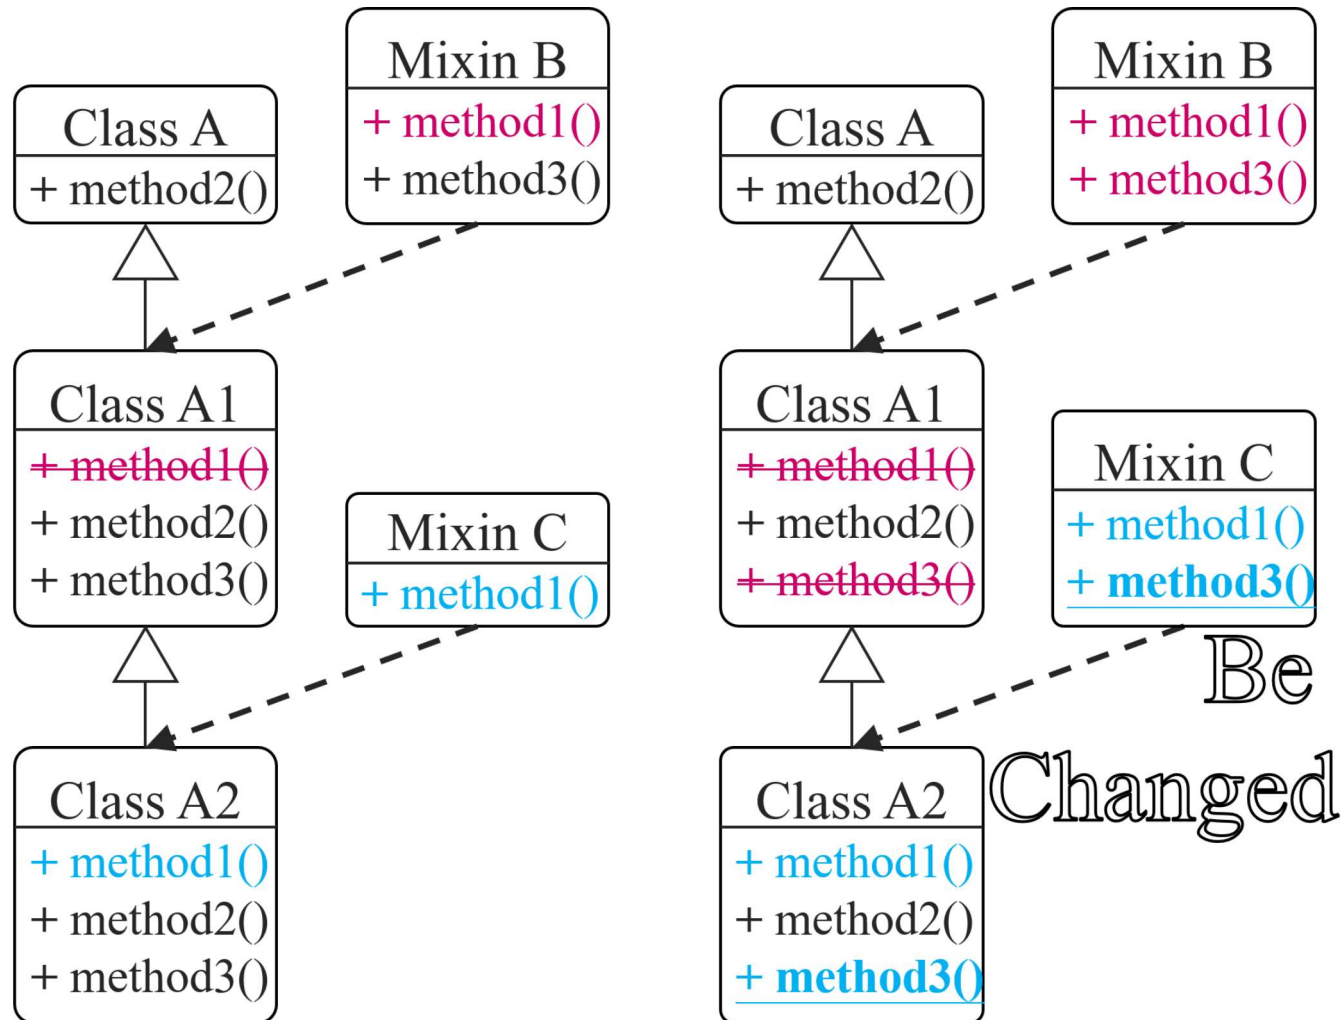 Class A
+ method2()
Mixin B
+ method1()
+ method3()
Class A1
+ method1()
+ method2()
+ method3()
Mixin C
+ method1()
Class A2
+ method1()
+ method2()
+ method3()
Class A
+ method2()
Mixin B
+ method1()
+ method3()
Class A1
+ method1()
+ method2()
+ method3()
Mixin C
+ method1()
+ method3()
Be
Changed
Class A2
+ method1()
+ method2()
+ method3()